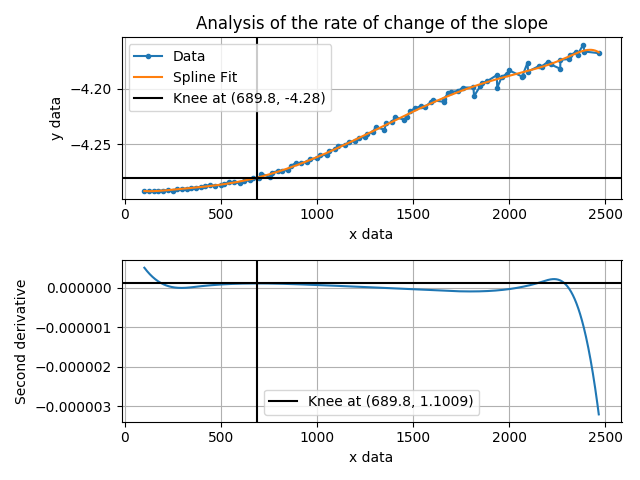 Analysis of the rate of change of the slope
Data
Spline Fit
Knee at (689.8, -4.28)
−4.20
−4.25
y data
0 500 1000 1500 2000 2500
x data
0.000000
−0.000001
−0.000002
−0.000003
Second derivative
Knee at (689.8, 1.1009)
0 500 1000 1500 2000 2500
x data